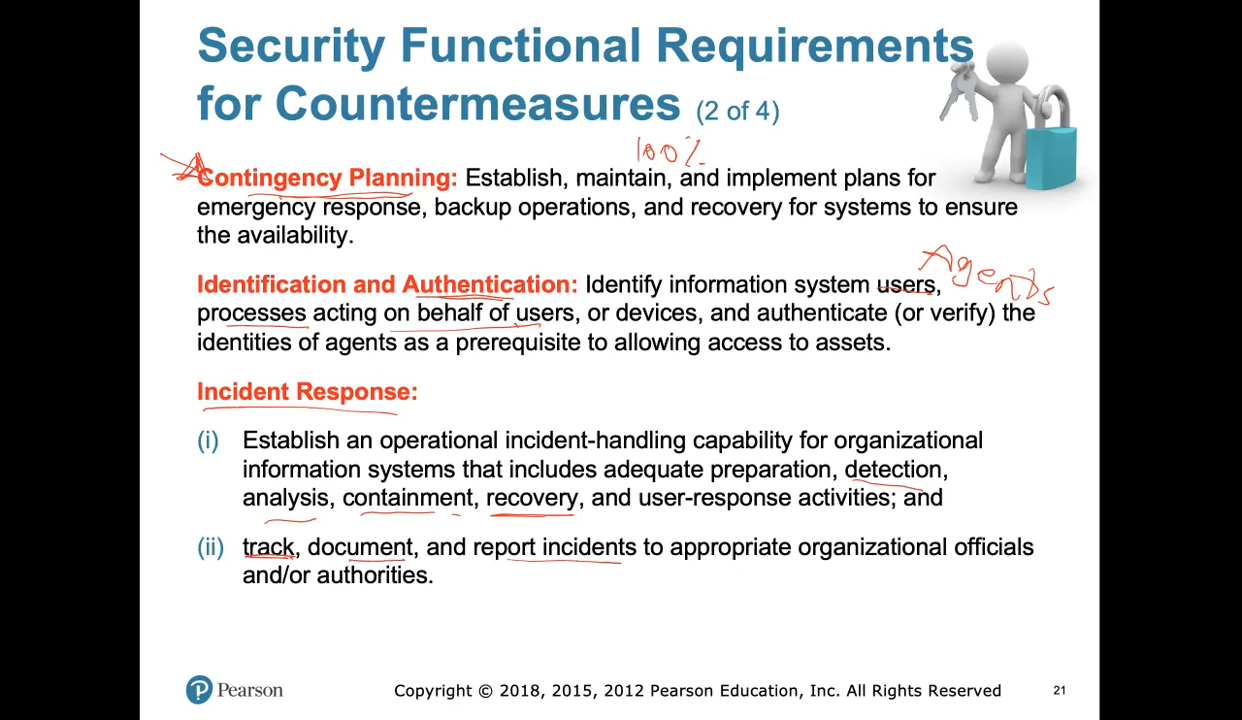 Security Functional Requirements
for Countermeasures (2 of 4)
100%
Contingency Planning: Establish, maintain, and implement plans for
emergency response, backup operations, and recovery for systems to ensure
the availability.
Agents
Identification and Authentication: Identify information system users,
processes acting on behalf of users, or devices, and authenticate (or verify) the
identities of agents as a prerequisite to allowing access to assets.
Incident Response:
(i) Establish an operational incident-handling capability for organizational
information systems that includes adequate preparation, detection,
analysis, containment, recovery, and user-response activities; and
(ii) track, document, and report incidents to appropriate organizational officials
and/or authorities.
Pearson
Copyright © 2018, 2015, 2012 Pearson Education, Inc. All Rights Reserved
21